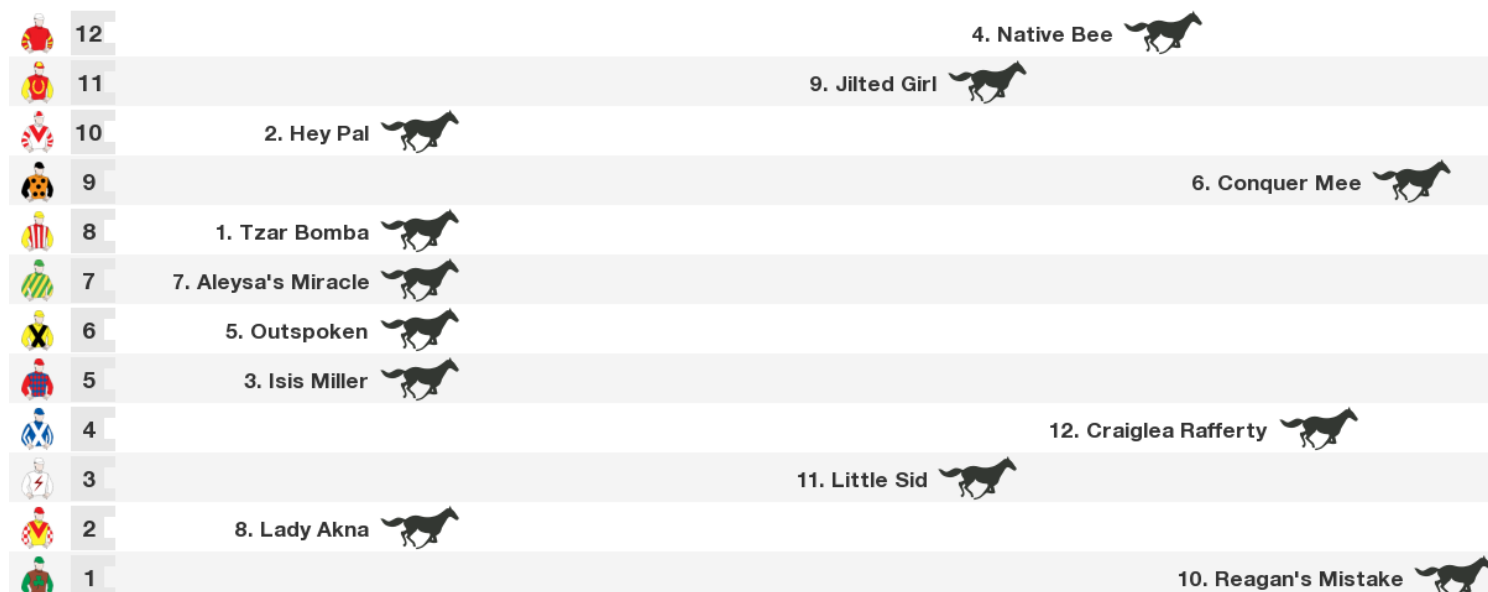 12 4. Native Bee
11 9. Jilted Girl
10 2. Hey Pal
9 6. Conquer Mee
8 1. Tzar Bomba
7 7. Aleysa's Miracle
6 5. Outspoken
5 3. Isis Miller
4 12. Craiglea Rafferty
3 11. Little Sid
2 8. Lady Akna
1 10. Reagan's Mistake